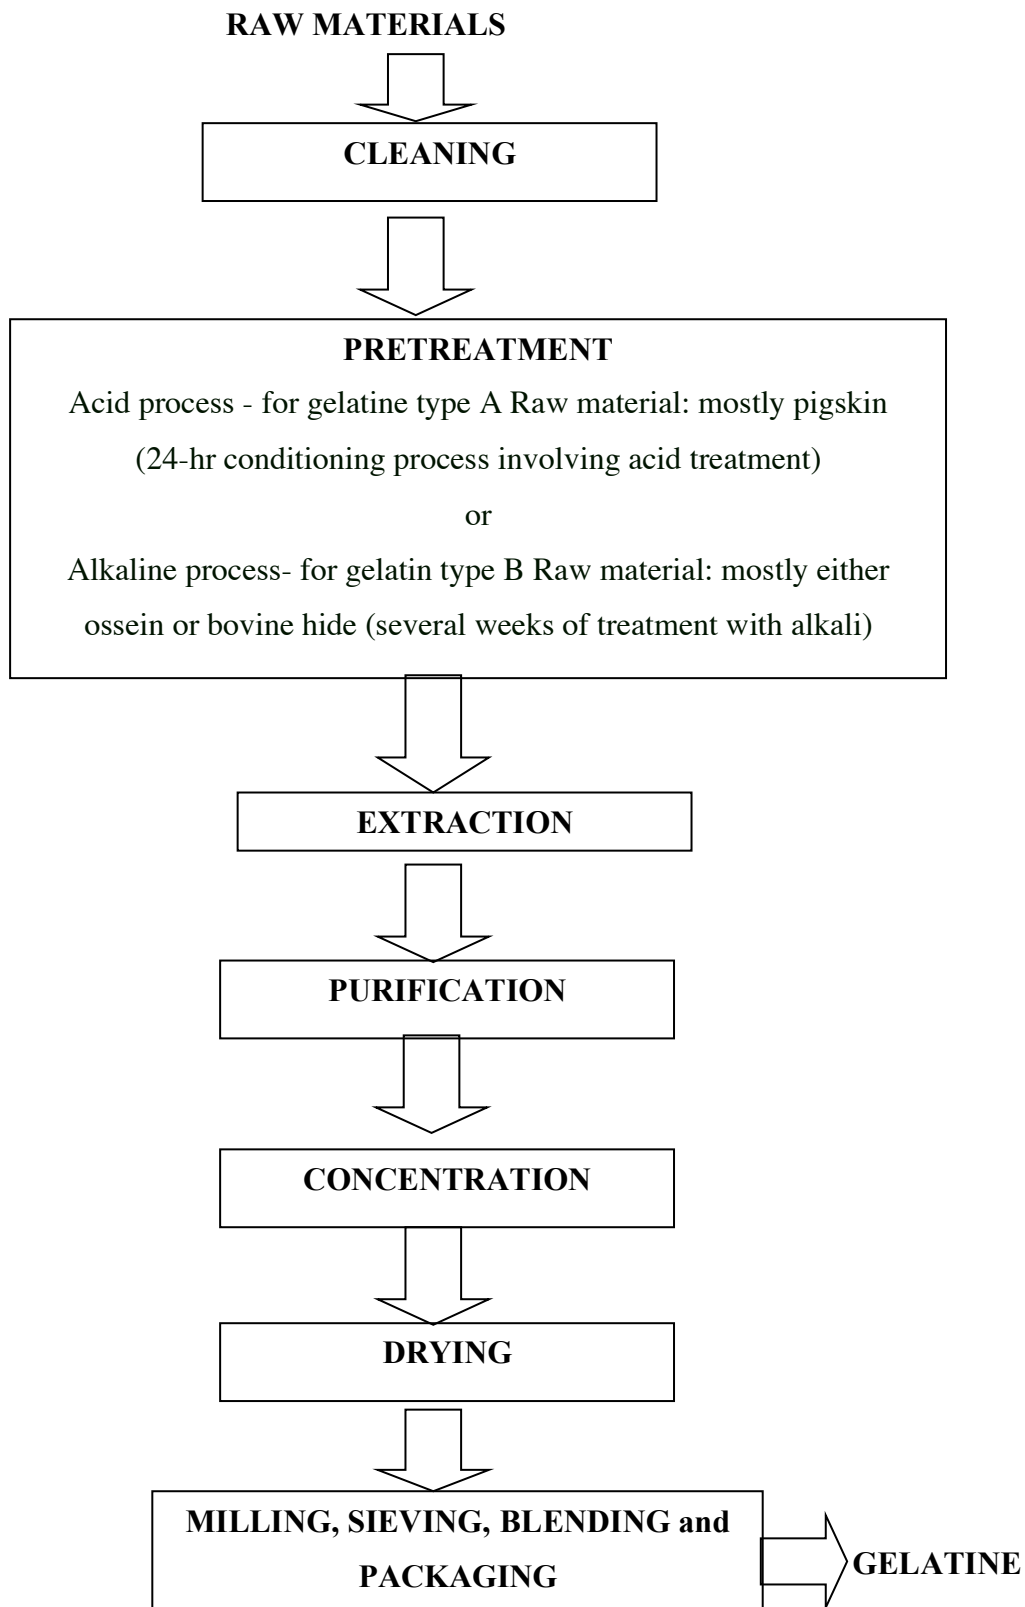 RAW MATERIALS
CLEANING
PRETREATMENT
Acid process - for gelatine type A Raw material: mostly pigskin
(24-hr conditioning process involving acid treatment)
or
Alkaline process- for gelatin type B Raw material: mostly either
ossein or bovine hide (several weeks of treatment with alkali)
EXTRACTION
PURIFICATION
CONCENTRATION
DRYING
MILLING, SIEVING, BLENDING and
PACKAGING
GELATINE